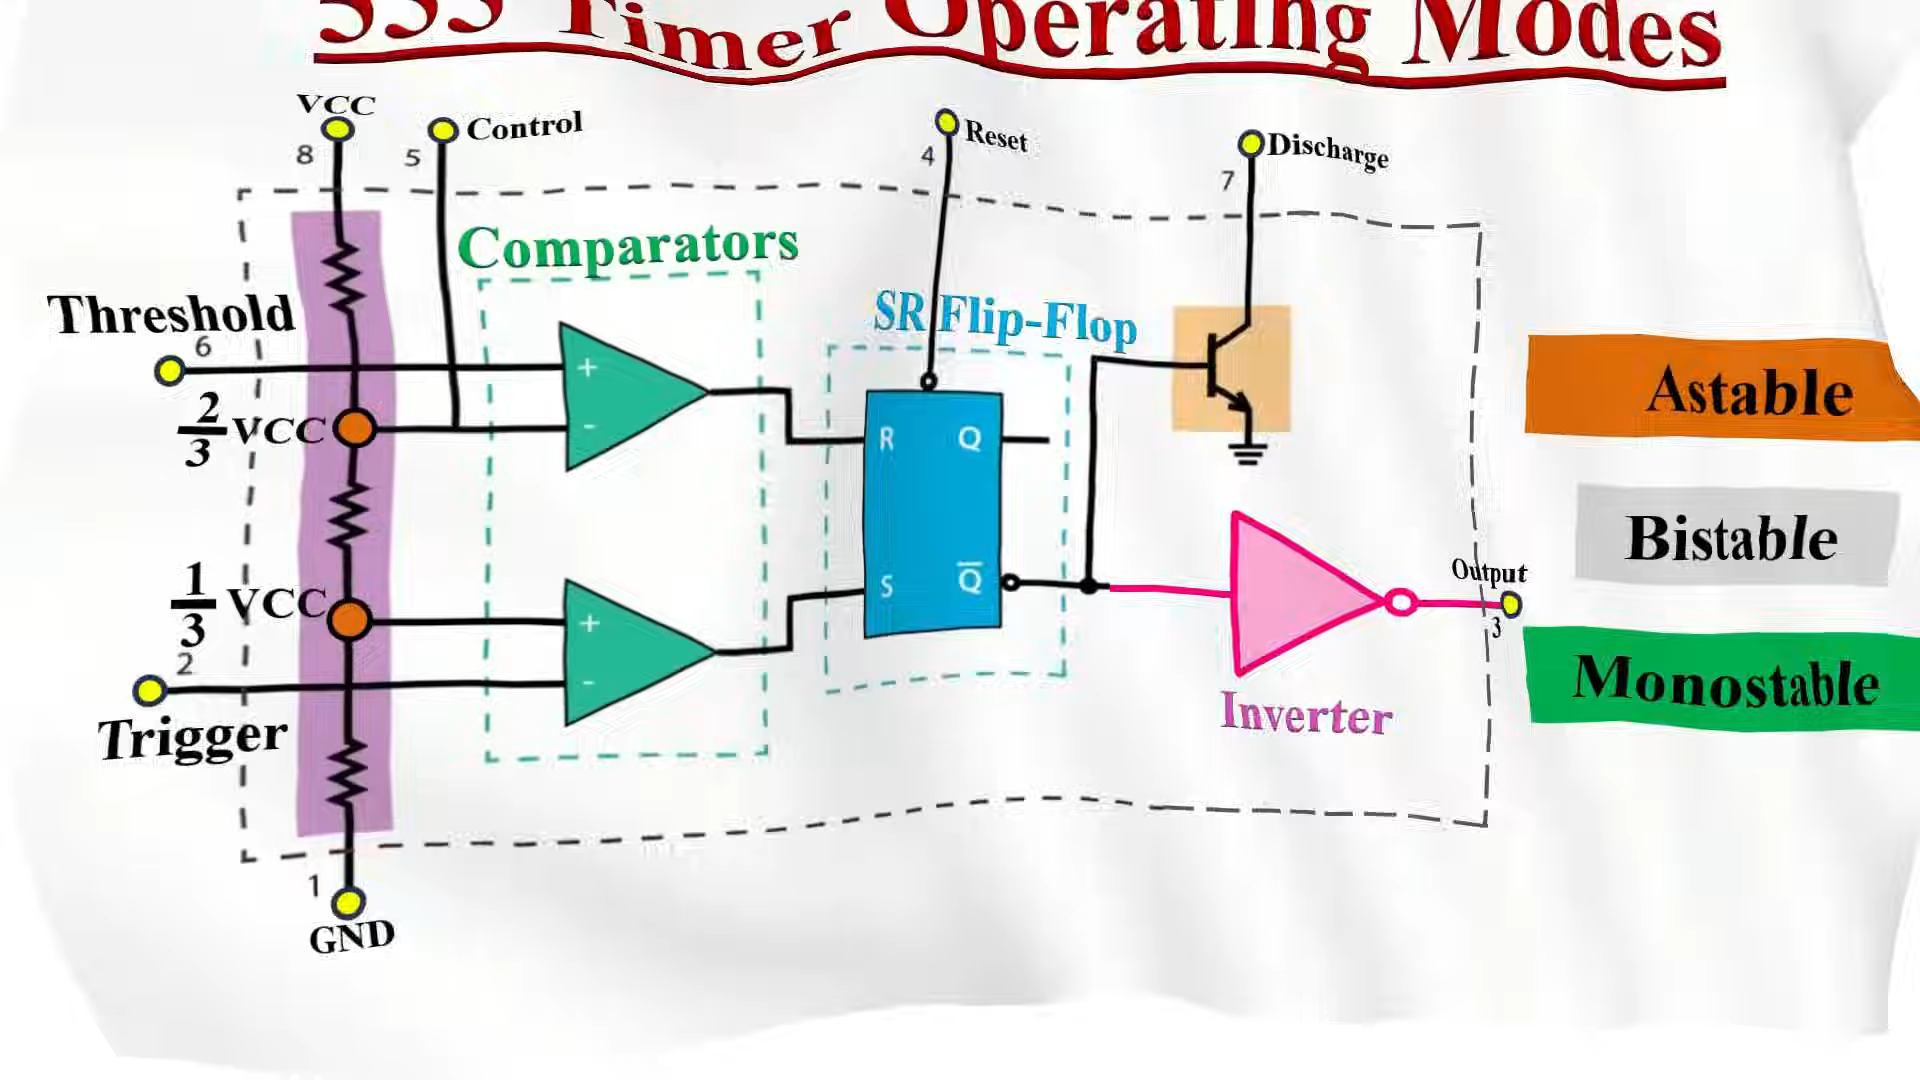 555 Timer Operating Modes
VCC
8
5
Control
4
Reset
7
Discharge
Comparators
Threshold
6
SR Flip-Flop
2/3 VCC
+
-
R
Q
S
Q̅
1/3 VCC
+
-
2
Trigger
Inverter
Output
3
1
GND
Astable
Bistable
Monostable